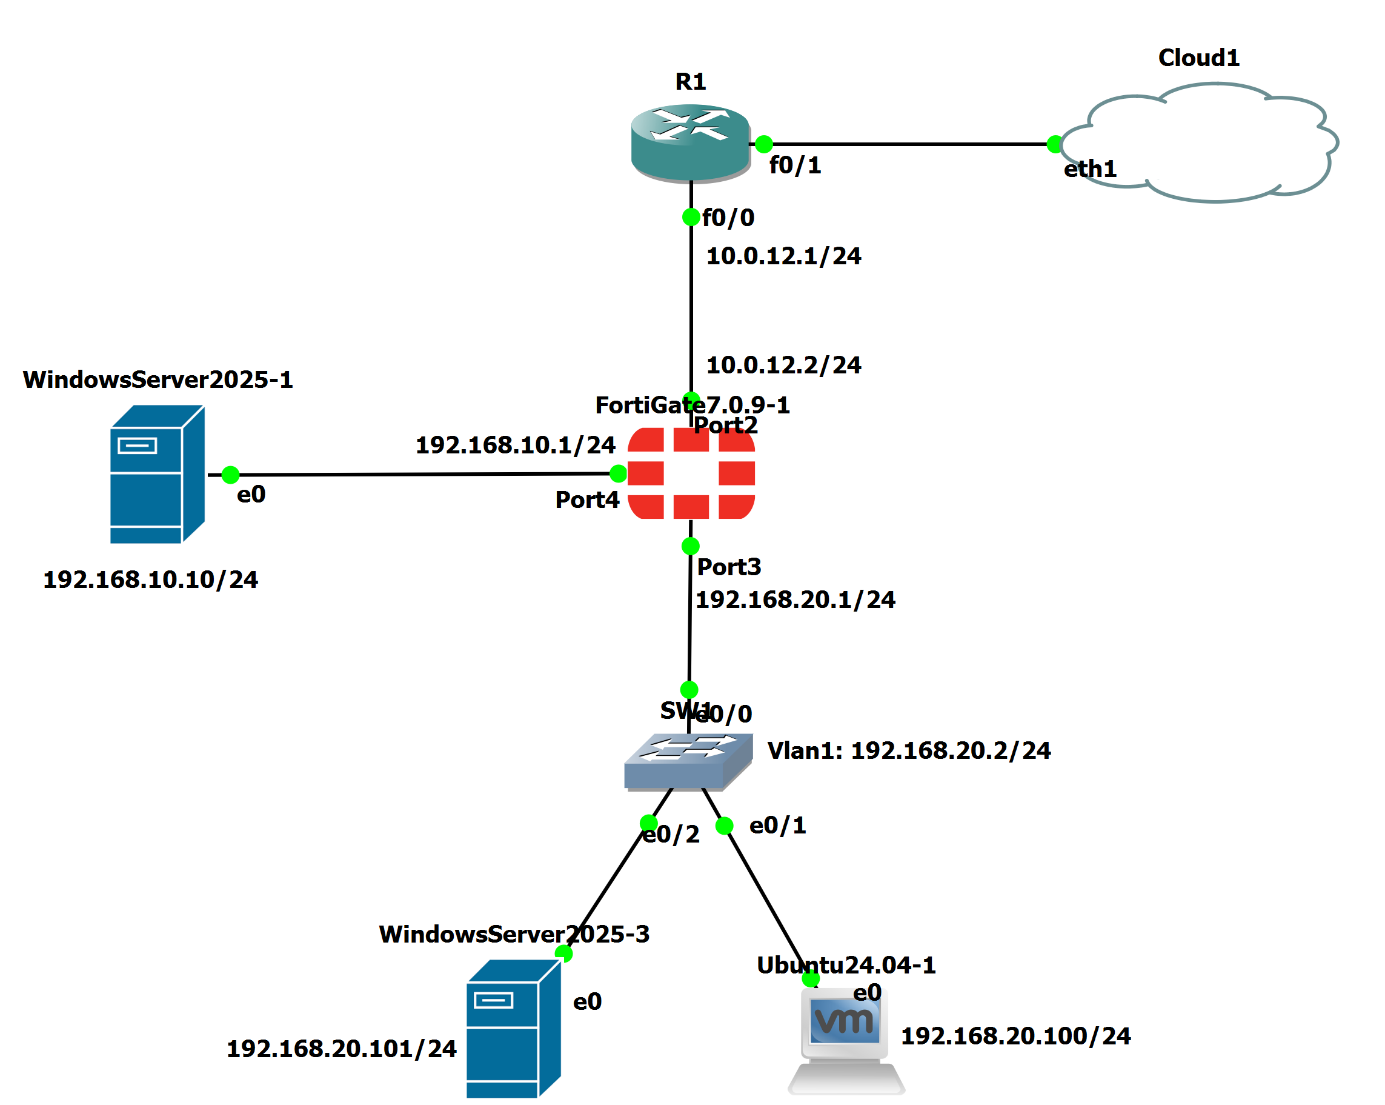 Cloud1
R1
f0/1
eth1
f0/0
10.0.12.1/24
10.0.12.2/24
WindowsServer2025-1
FortiGate7.0.9-1
Port2
192.168.10.1/24
e0
Port4
192.168.10.10/24
Port3
192.168.20.1/24
SW1
e0/0
Vlan1: 192.168.20.2/24
e0/2
e0/1
WindowsServer2025-3
Ubuntu24.04-1
e0
e0
vm
192.168.20.101/24
192.168.20.100/24